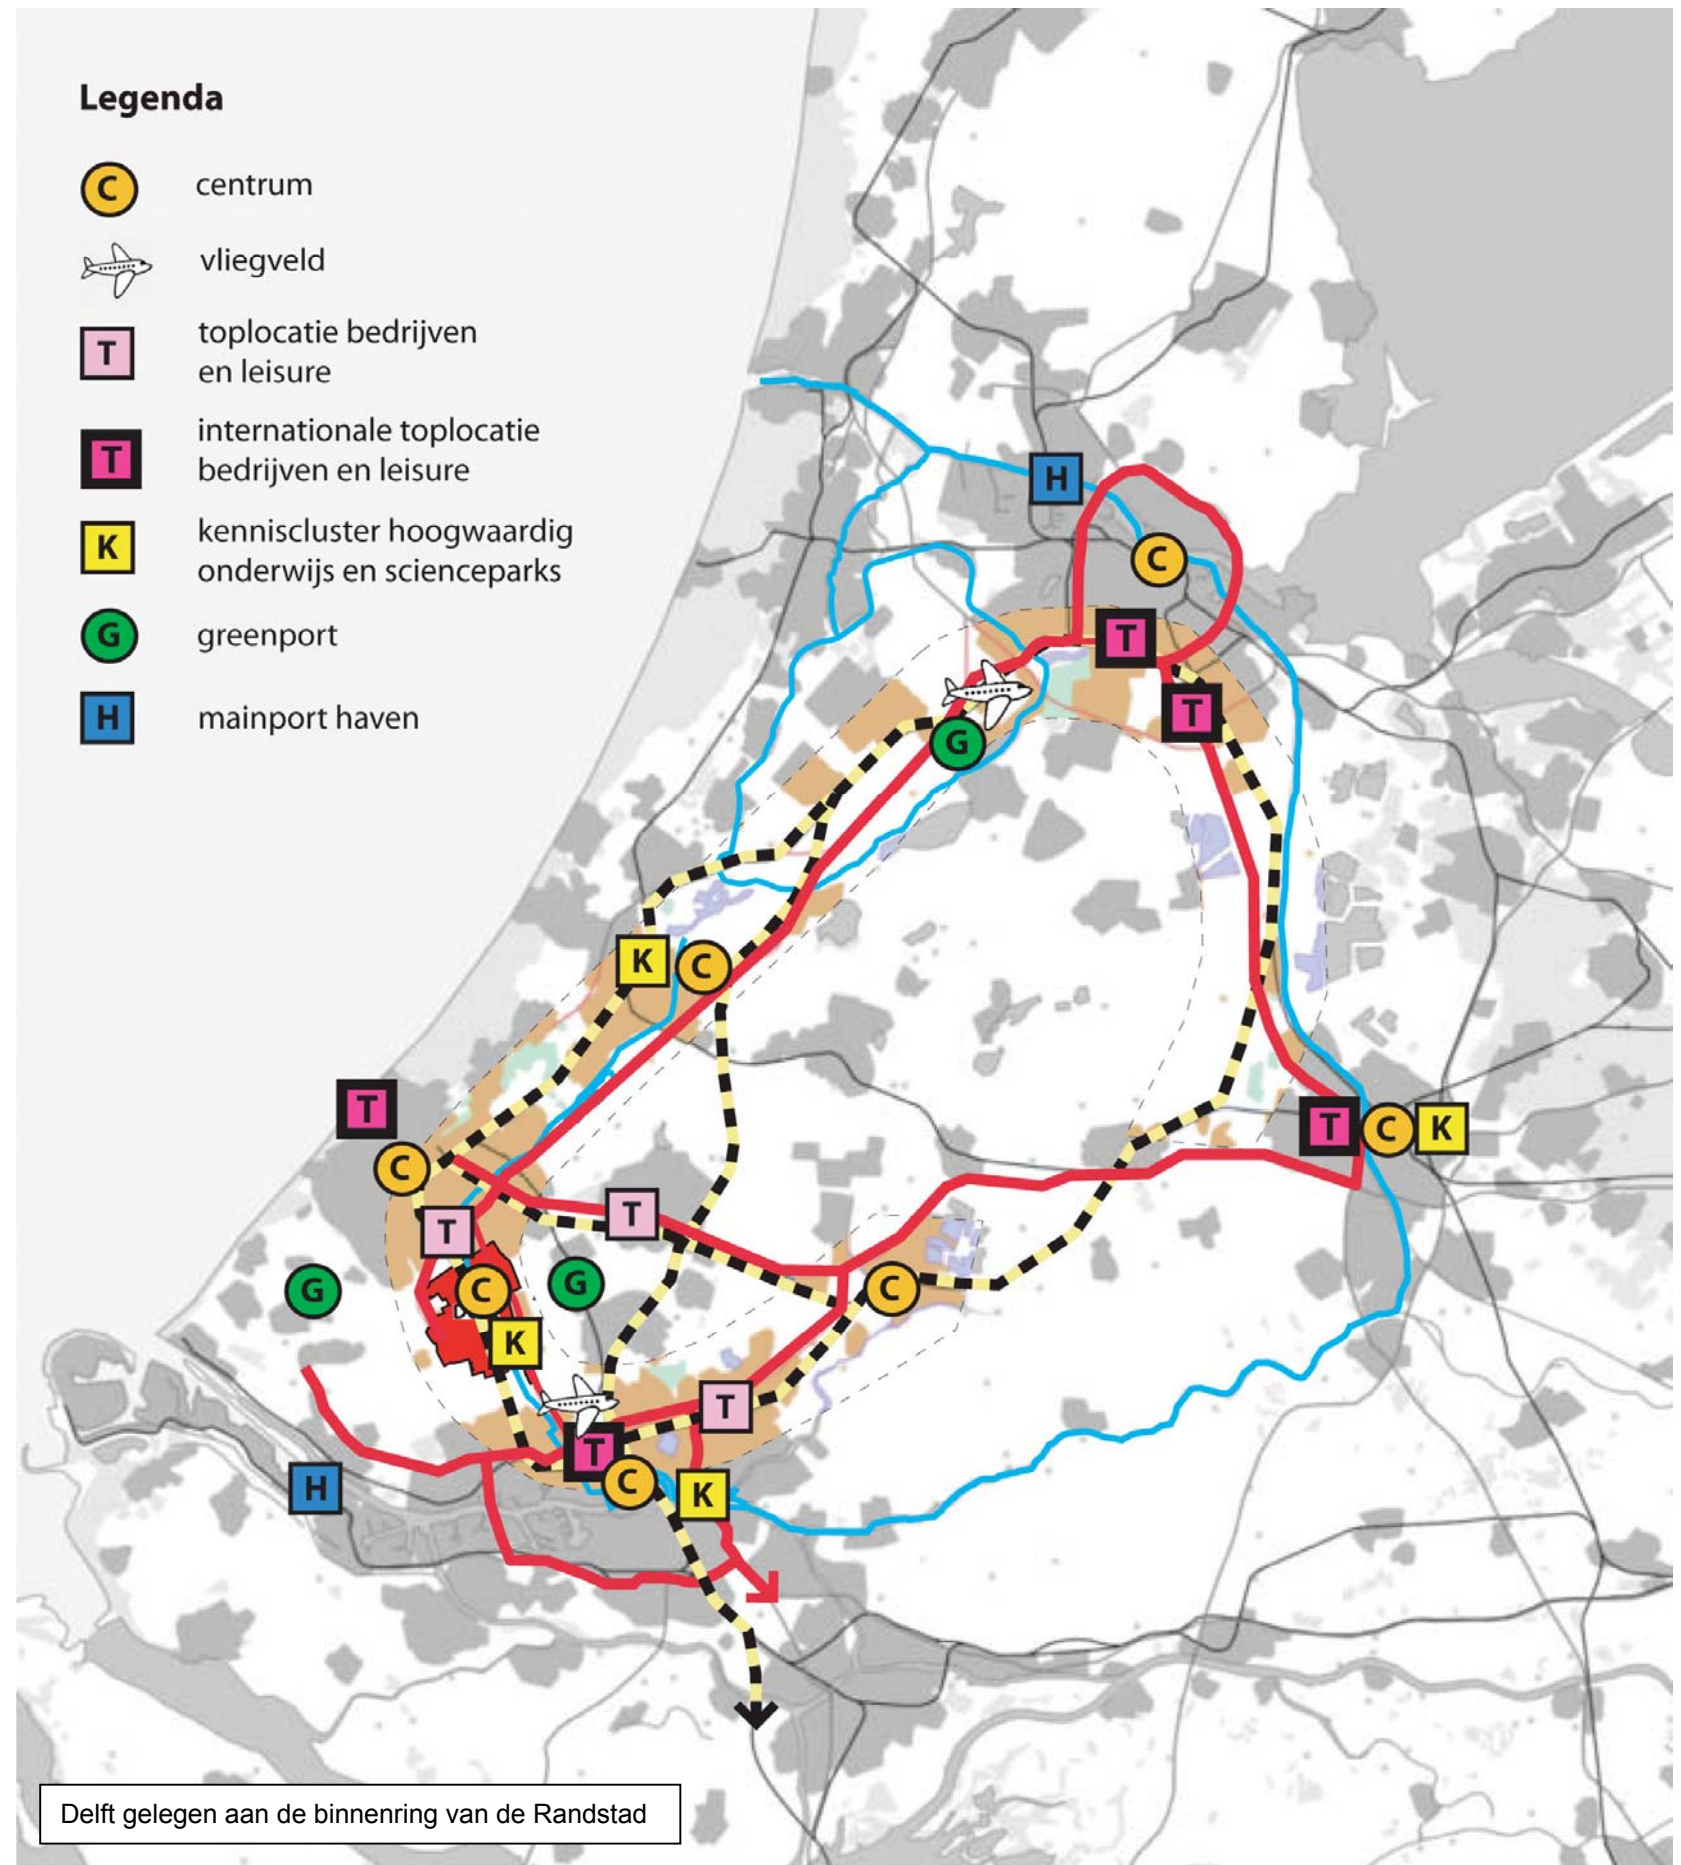 Legenda
C centrum
vliegveld
T toplocatie bedrijven
en leisure
T internationale toplocatie
bedrijven en leisure
K kenniscluster hoogwaardig
onderwijs en scienceparks
G greenport
H mainport haven
H
C
T
T
G
K C
T
C
T C K
T
T
G
C
G
C
K
T
T
C
K
H
Delft gelegen aan de binnenring van de Randstad